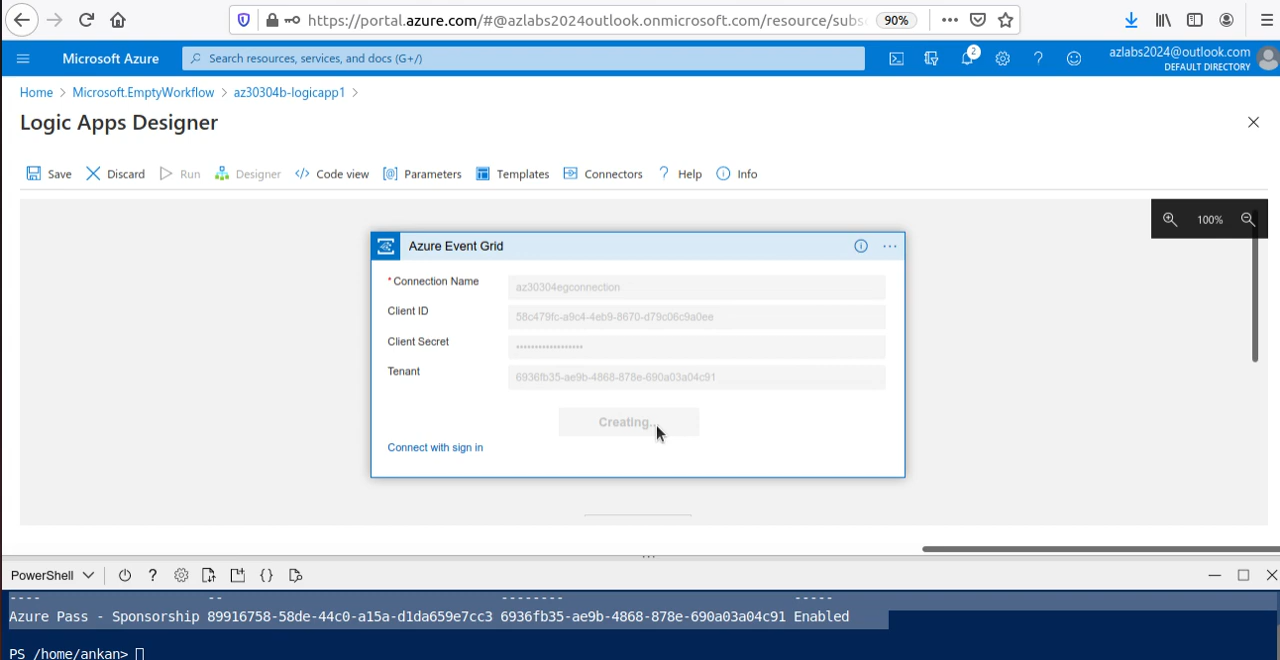 https://portal.azure.com/#@azlabs2024outlook.onmicrosoft.com/resource/subs 90%
Microsoft Azure
Search resources, services, and docs (G+/)
2
azlabs2024@outlook.com
DEFAULT DIRECTORY
Home > Microsoft.EmptyWorkflow > az30304b-logicapp1 >
Logic Apps Designer
Save Discard Run Designer Code view Parameters Templates Connectors Help Info
100%
Azure Event Grid
* Connection Name az30304egconnection
Client ID 58c479fc-a9c4-4eb9-8670-d79c06c9a0ee
Client Secret ••••••••••••••••••
Tenant 6936fb35-ae9b-4868-878e-690a03a04c91
Creating...
Connect with sign in
PowerShell
---- -- -------- -----
Azure Pass - Sponsorship 89916758-58de-44c0-a15a-d1da659e7cc3 6936fb35-ae9b-4868-878e-690a03a04c91 Enabled
PS /home/ankan>